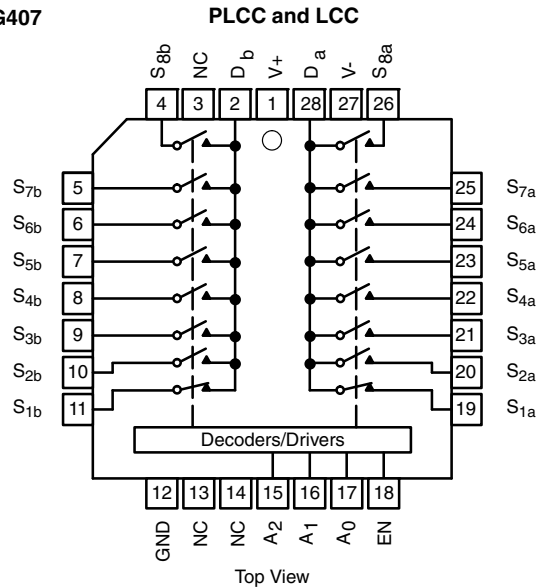 G407
PLCC and LCC
S8b NC Db V+ Da V- S8a
4 3 2 1 28 27 26
S7b 5 25 S7a
S6b 6 24 S6a
S5b 7 23 S5a
S4b 8 22 S4a
S3b 9 21 S3a
S2b 10 20 S2a
S1b 11 19 S1a
Decoders/Drivers
12 13 14 15 16 17 18
GND NC NC A2 A1 A0 EN
Top View